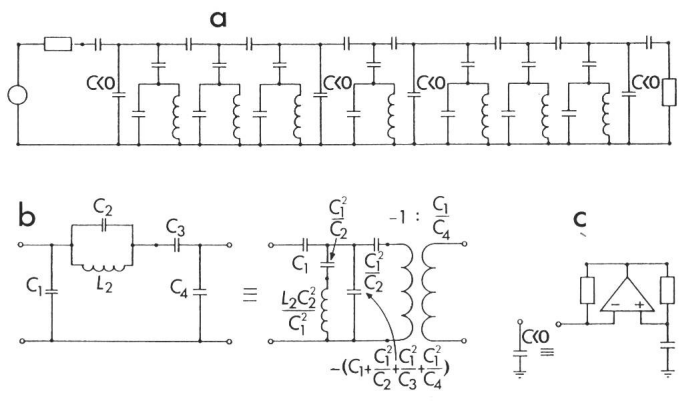 a
C<0
C<0
C<0
C<0
b
C₂
C₃
C₁
L₂
C₄
≡
C₁²/C₂
-1 : C₁/C₄
C₁
C₁²/C₂
L₂C₂²/C₁²
-(C₁+C₁²/C₂+C₁²/C₃+C₁²/C₄)
c
- +
C<0
≡